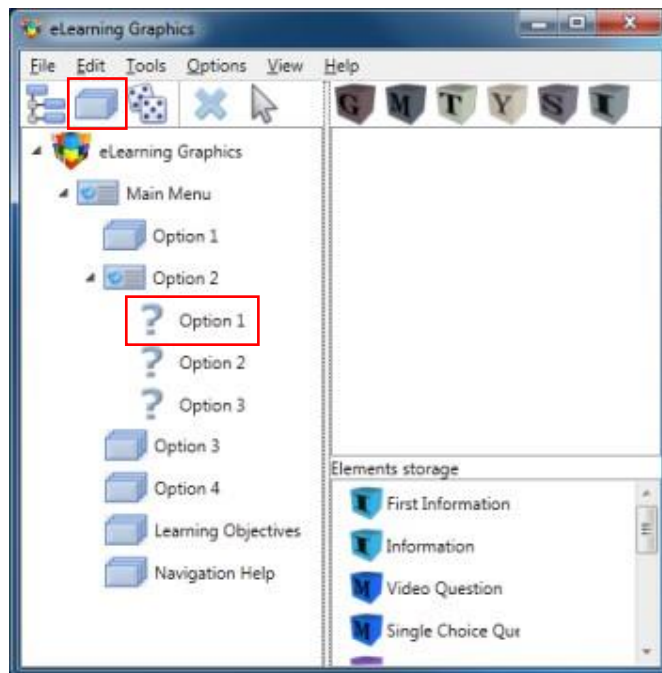 eLearning Graphics
File Edit Tools Options View Help
G M T Y S I
eLearning Graphics
Main Menu
Option 1
Option 2
Option 1
Option 2
Option 3
Option 3
Option 4
Learning Objectives
Navigation Help
Elements storage
I First Information
I Information
M Video Question
M Single Choice Que